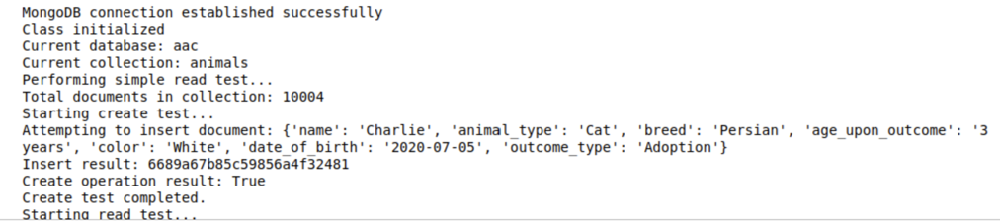 MongoDB connection established successfully
Class initialized
Current database: aac
Current collection: animals
Performing simple read test...
Total documents in collection: 10004
Starting create test...
Attempting to insert document: {'name': 'Charlie', 'animal_type': 'Cat', 'breed': 'Persian', 'age_upon_outcome': '3
years', 'color': 'White', 'date_of_birth': '2020-07-05', 'outcome_type': 'Adoption'}
Insert result: 6689a67b85c59856a4f32481
Create operation result: True
Create test completed.
Starting read test...